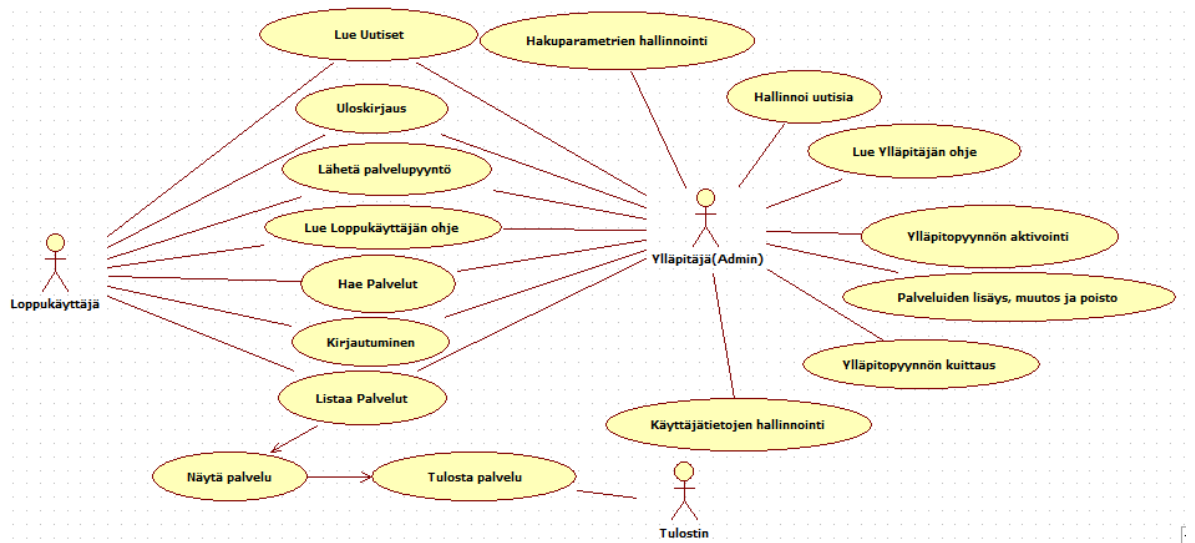 Lue Uutiset
Hakuparametrien hallinnointi
Hallinnoi uutisia
Uloskirjaus
Lue Ylläpitäjän ohje
Lähetä palvelupyyntö
Lue Loppukäyttäjän ohje
Ylläpitopyynnön aktivointi
Ylläpitäjä(Admin)
Hae Palvelut
Loppukäyttäjä
Palveluiden lisäys, muutos ja poisto
Kirjautuminen
Ylläpitopyynnön kuittaus
Listaa Palvelut
Käyttäjätietojen hallinnointi
Näytä palvelu
Tulosta palvelu
Tulostin